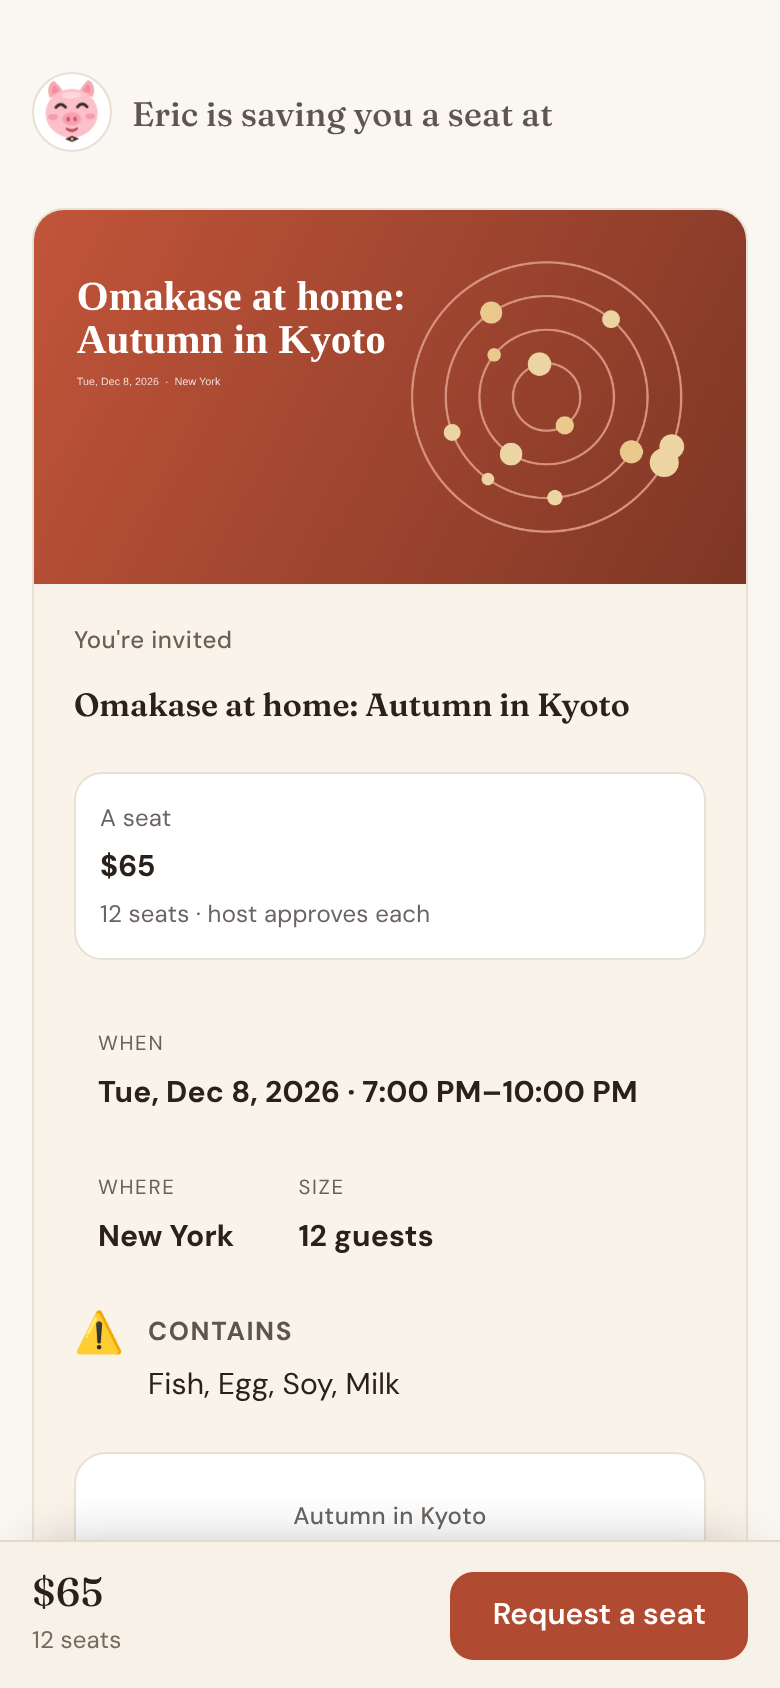 Eric is saving you a seat at
Omakase at home:
Autumn in Kyoto
Tue, Dec 8, 2026 · New York
You're invited
Omakase at home: Autumn in Kyoto
A seat
$65
12 seats · host approves each
WHEN
Tue, Dec 8, 2026 · 7:00 PM–10:00 PM
WHERE
SIZE
New York
12 guests
CONTAINS
Fish, Egg, Soy, Milk
Autumn in Kyoto
$65
12 seats
Request a seat